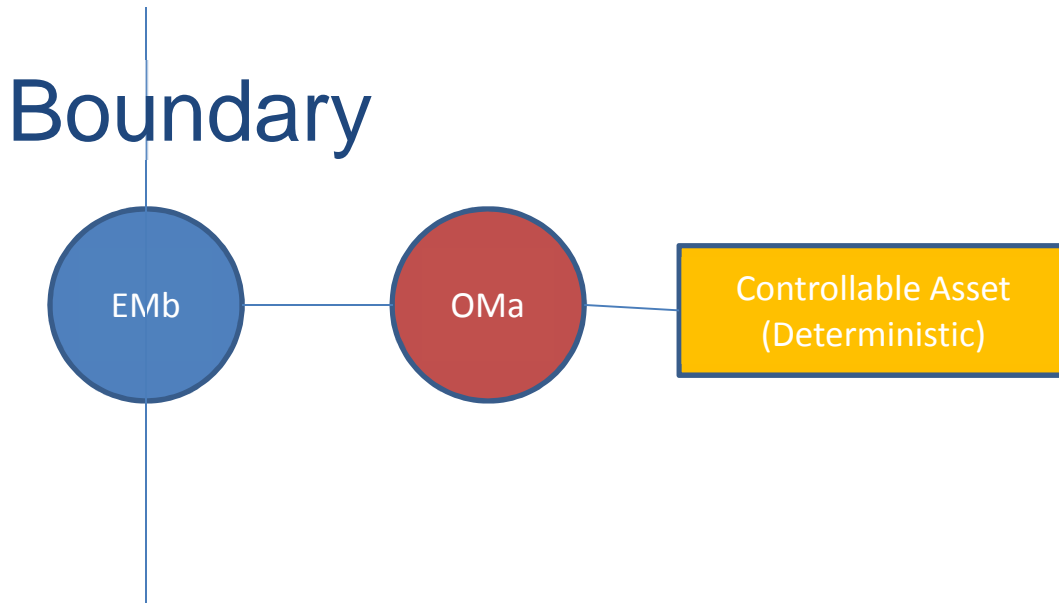 Boundary
EMb
OMa
Controllable Asset
(Deterministic)